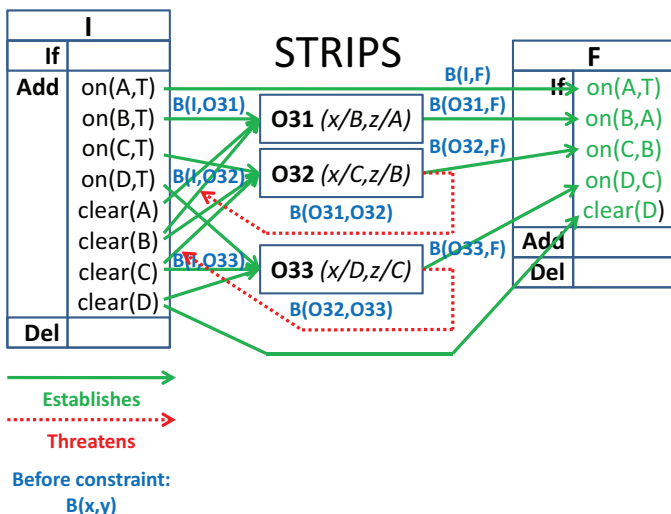 I
STRIPS
F
If
Add
on(A,T)
on(B,T)
on(C,T)
on(D,T)
clear(A)
clear(B)
clear(C)
clear(D)
Del
B(I,O31)
B(I,O32)
B(I,O33)
O31 (x/B,z/A)
O32 (x/C,z/B)
B(O31,O32)
O33 (x/D,z/C)
B(O32,O33)
B(I,F)
B(O31,F)
B(O32,F)
B(O33,F)
If
on(A,T)
on(B,A)
on(C,B)
on(D,C)
clear(D)
Add
Del
Establishes
Threatens
Before constraint:
B(x,y)